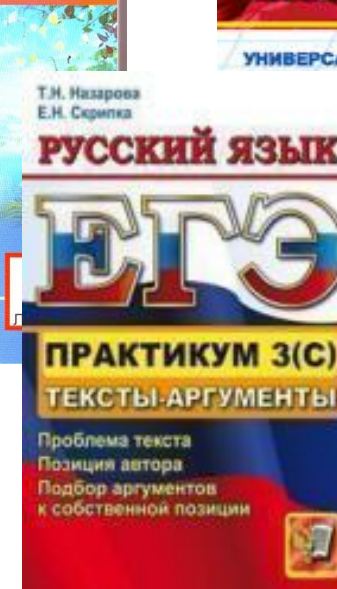 УНИВЕРСА
Т.Н. Назарова
Е.Н. Скрипка
РУССКИЙ ЯЗЫК
ЕГЭ
ПРАКТИКУМ 3(С)
ТЕКСТЫ-АРГУМЕНТЫ
Проблема текста
Позиция автора
Подбор аргументов
к собственной позиции